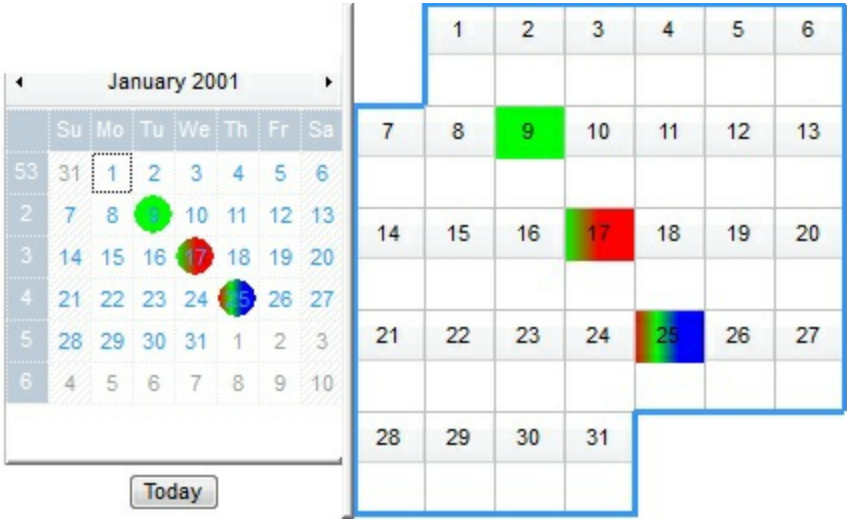 January 2001
Su Mo Tu We Th Fr Sa
53 31 1 2 3 4 5 6
2 7 8 9 10 11 12 13
3 14 15 16 17 18 19 20
4 21 22 23 24 25 26 27
5 28 29 30 31 1 2 3
6 4 5 6 7 8 9 10
Today
1 2 3 4 5 6
7 8 9 10 11 12 13
14 15 16 17 18 19 20
21 22 23 24 25 26 27
28 29 30 31